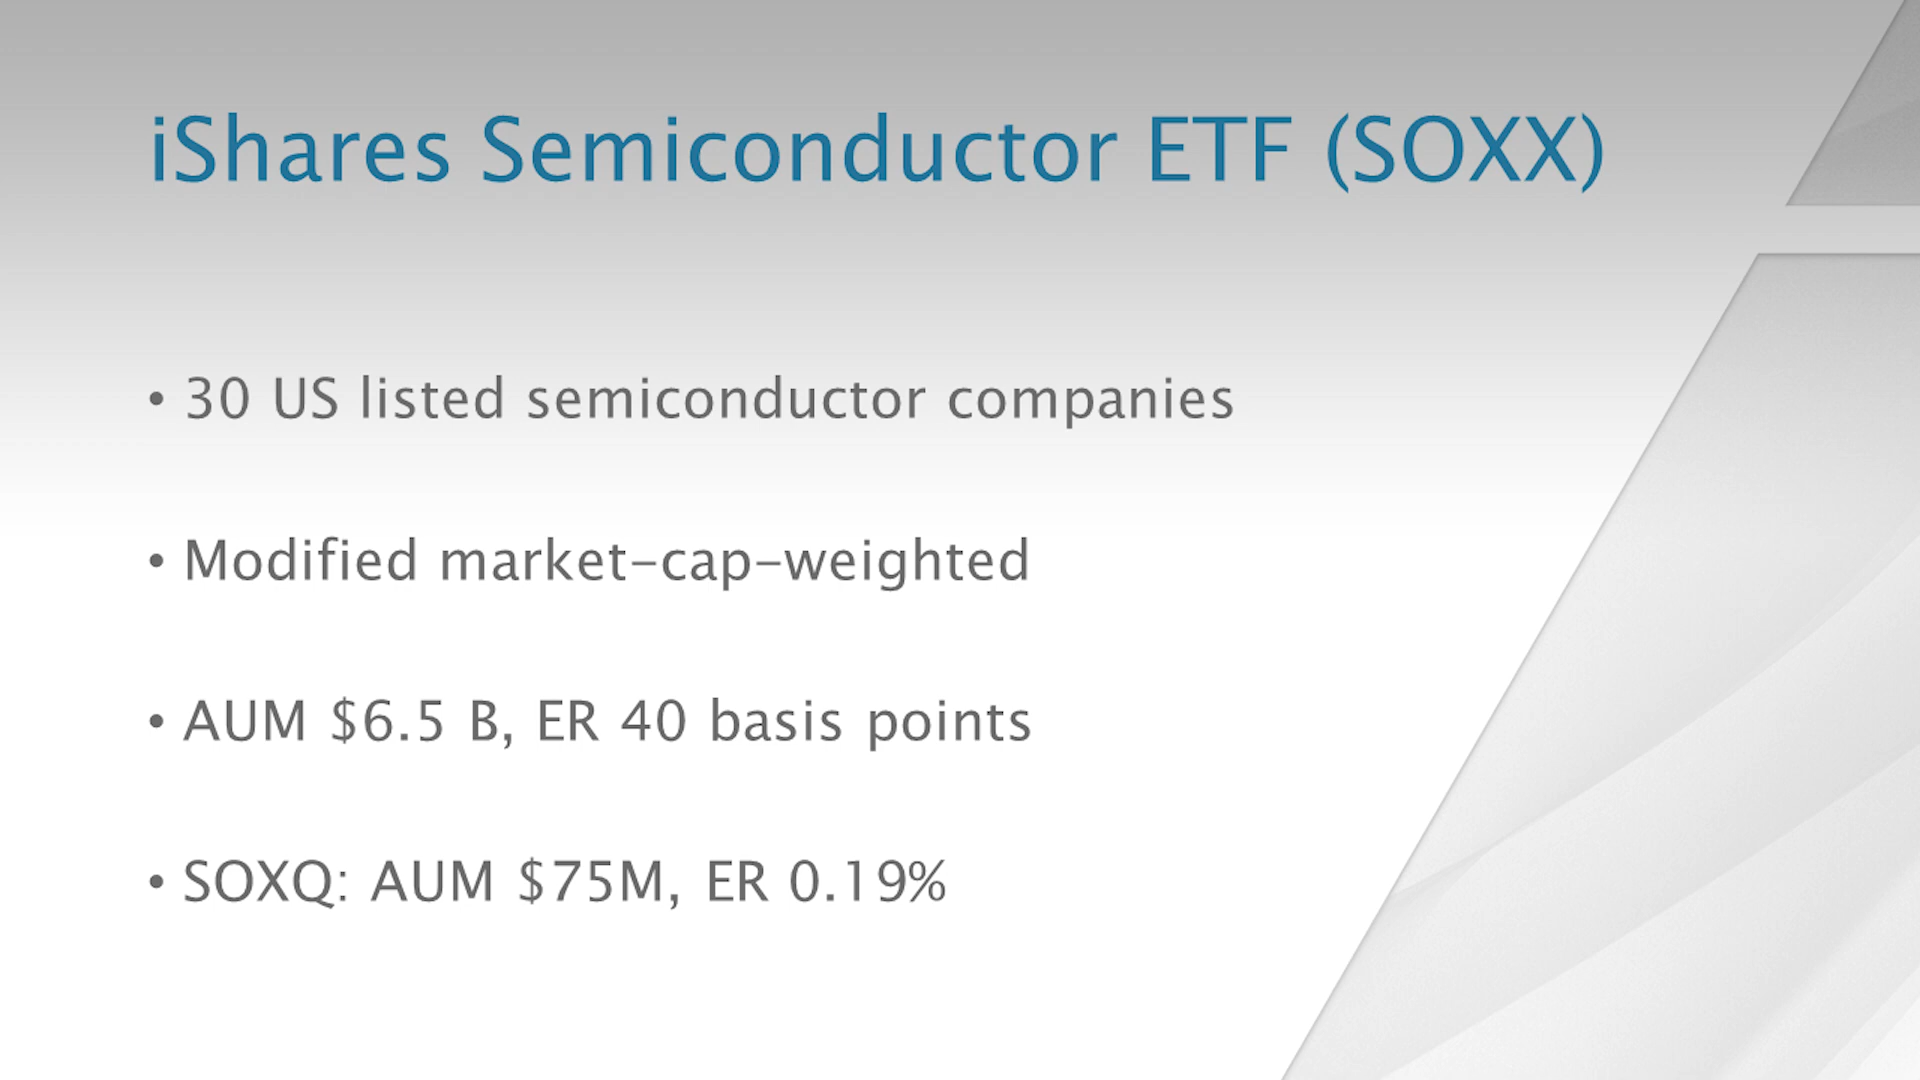 iShares Semiconductor ETF (SOXX)
• 30 US listed semiconductor companies
• Modified market-cap-weighted
• AUM $6.5 B, ER 40 basis points
• SOXQ: AUM $75M, ER 0.19%